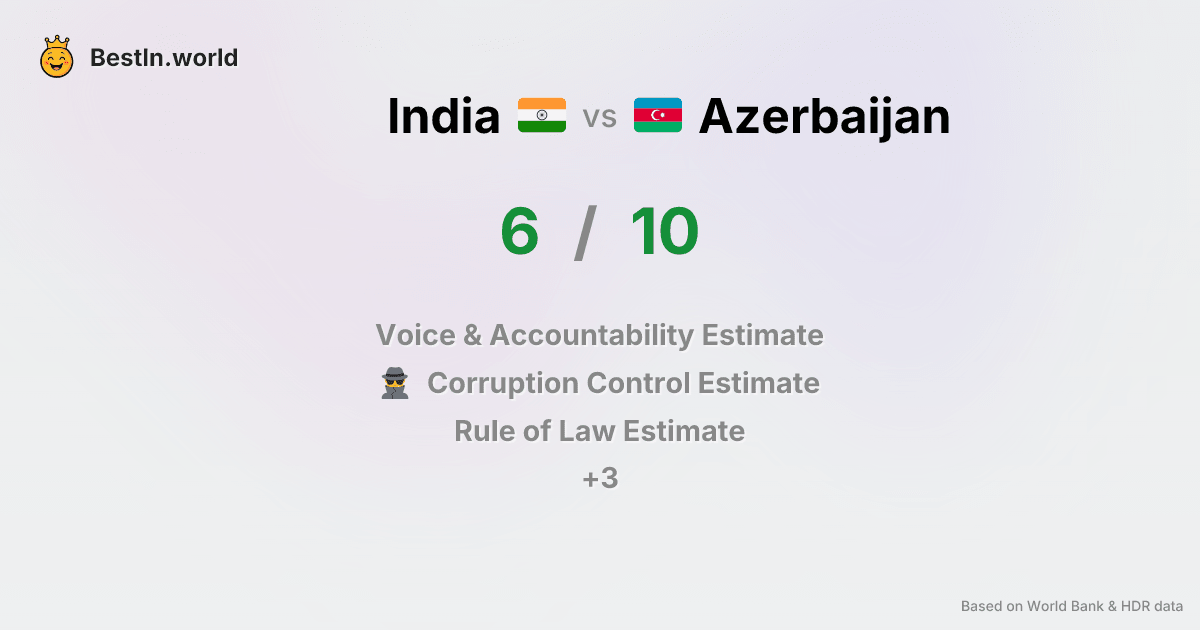 BestIn.world
India vs Azerbaijan
6 / 10
Voice & Accountability Estimate
Corruption Control Estimate
Rule of Law Estimate
+3
Based on World Bank & HDR data